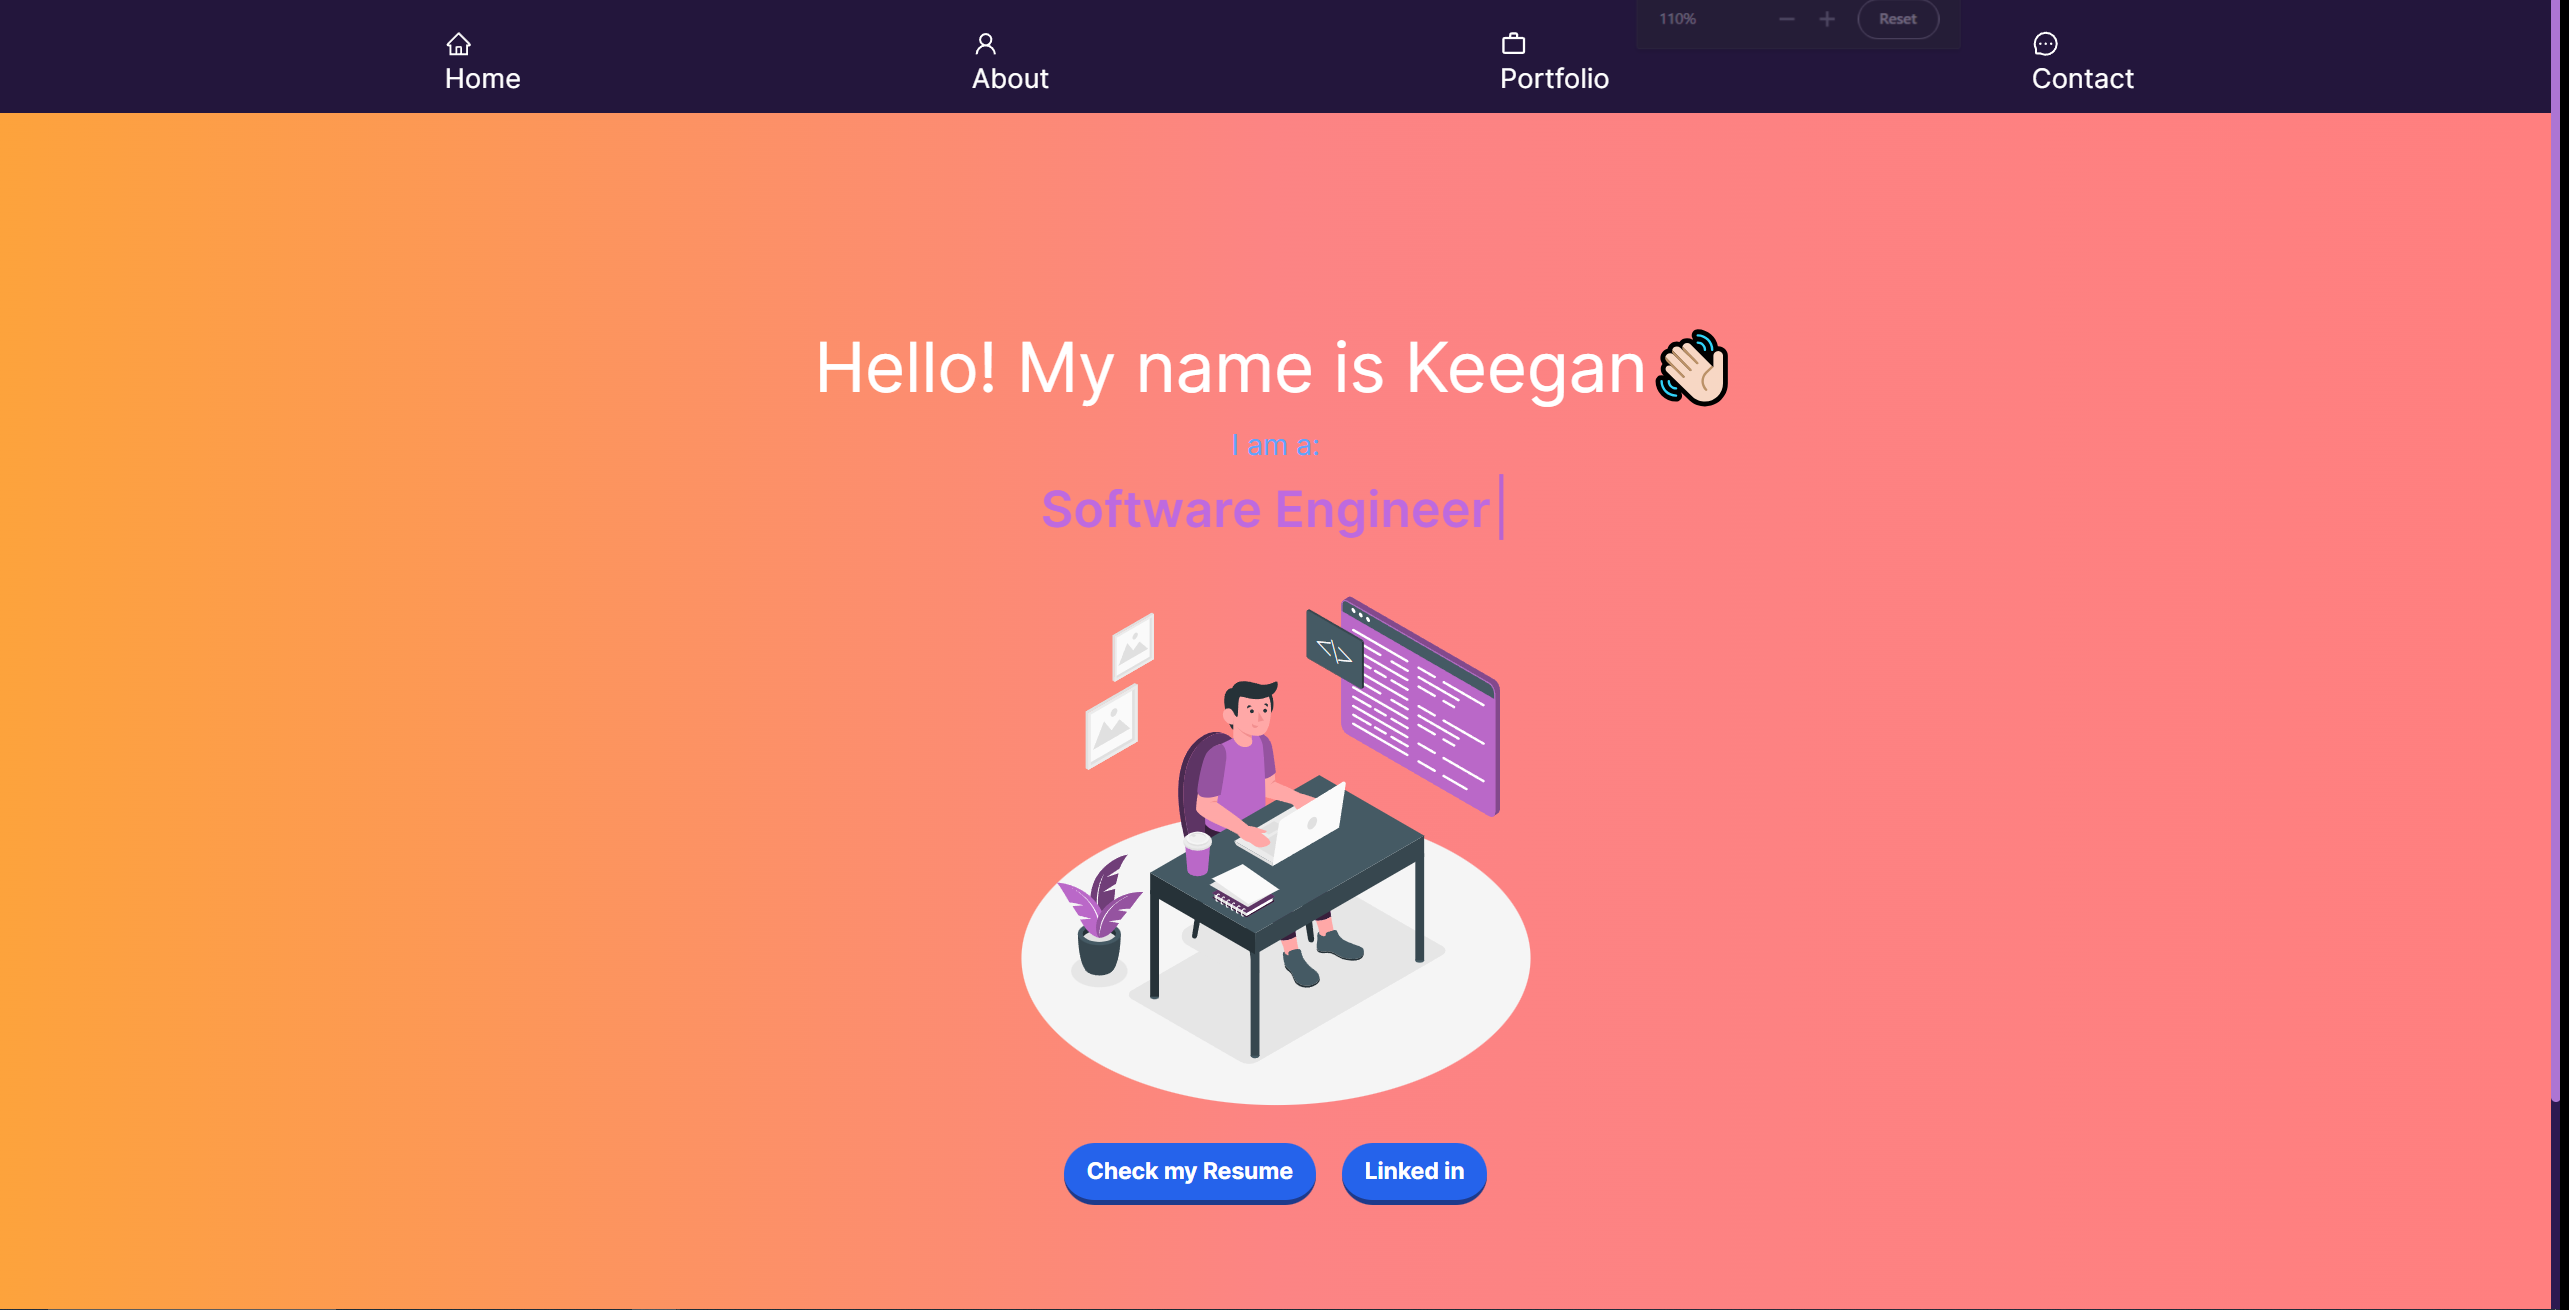 110% − + Reset
Home About Portfolio Contact
Hello! My name is Keegan
I am a:
Software Engineer
</>
Check my Resume Linked in